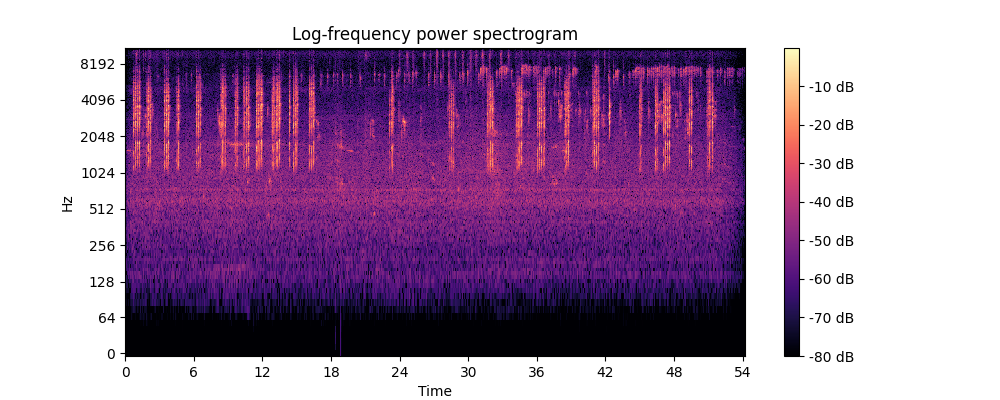 Log-frequency power spectrogram
Hz
8192
4096
2048
1024
512
256
128
64
0
0 6 12 18 24 30 36 42 48 54
Time
-10 dB
-20 dB
-30 dB
-40 dB
-50 dB
-60 dB
-70 dB
-80 dB